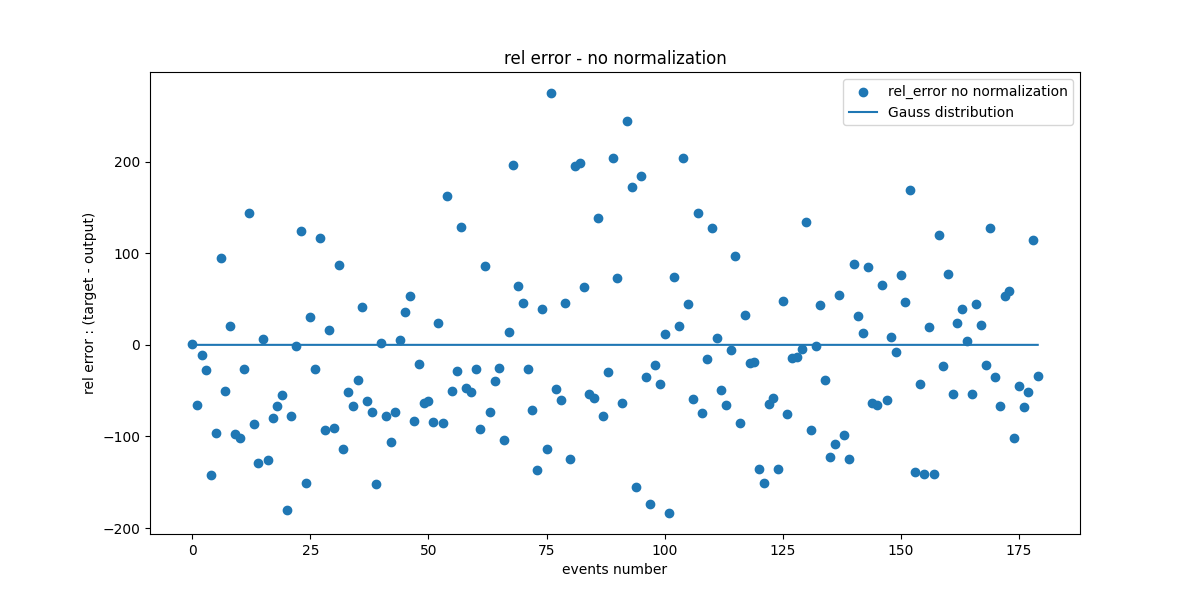 rel error - no normalization
rel_error no normalization
Gauss distribution
rel error : (target - output)
200
100
0
−100
−200
0 25 50 75 100 125 150 175
events number